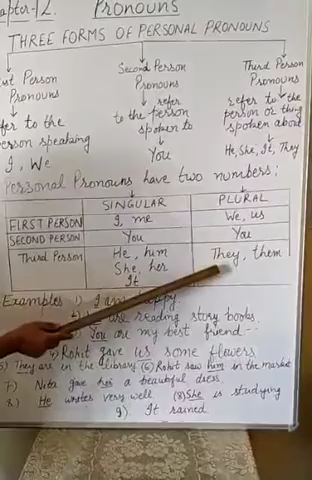 apter-12. Pronouns
THREE FORMS OF PERSONAL PRONOUNS
st Person Pronouns
Second Person Pronouns
Third Person Pronouns
fer to the person speaking
refer to the person spoken to
refer to the person or thing spoken about
I, We
You
He, She, It, They
Personal Pronouns have two numbers:
SINGULAR PLURAL
FIRST PERSON I, me We, us
SECOND PERSON You You
Third Person He, him They, them
She, her
It
Examples 1) I am happy
are reading story books.
You are my best friend
4) Rohit gave us some flowers
5) They are in the library (6) Rohit saw him in the market
7) Nita gave her a beautiful dress.
8.) He writes very well (8) She is studying
9). It rained.